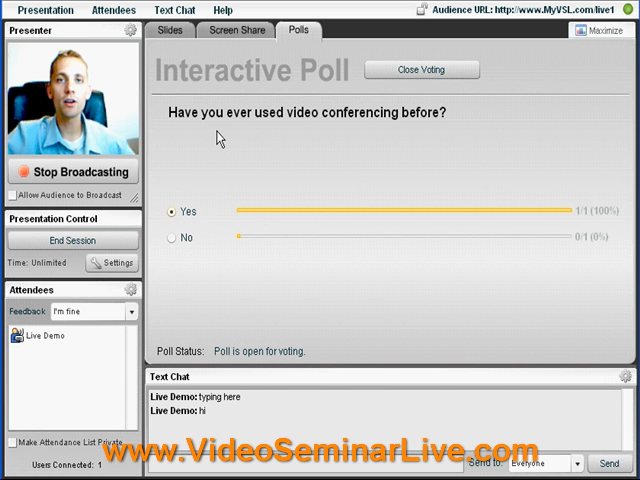 Presentation Attendees Text Chat Help
Audience URL: http://www.MyVSL.com/live1
Presenter
Slides Screen Share Polls
Maximize
Interactive Poll
Close Voting
Have you ever used video conferencing before?
Stop Broadcasting
Allow Audience to Broadcast
Presentation Control
End Session
Time: Unlimited
Settings
Yes 1/1 (100%)
No 0/1 (0%)
Attendees
Feedback I'm fine
Live Demo
Poll Status: Poll is open for voting.
Text Chat
Live Demo: typing here
Live Demo: hi
Make Attendance List Private
www.VideoSeminarLive.com
Users Connected: 1
Send to: Everyone
Send